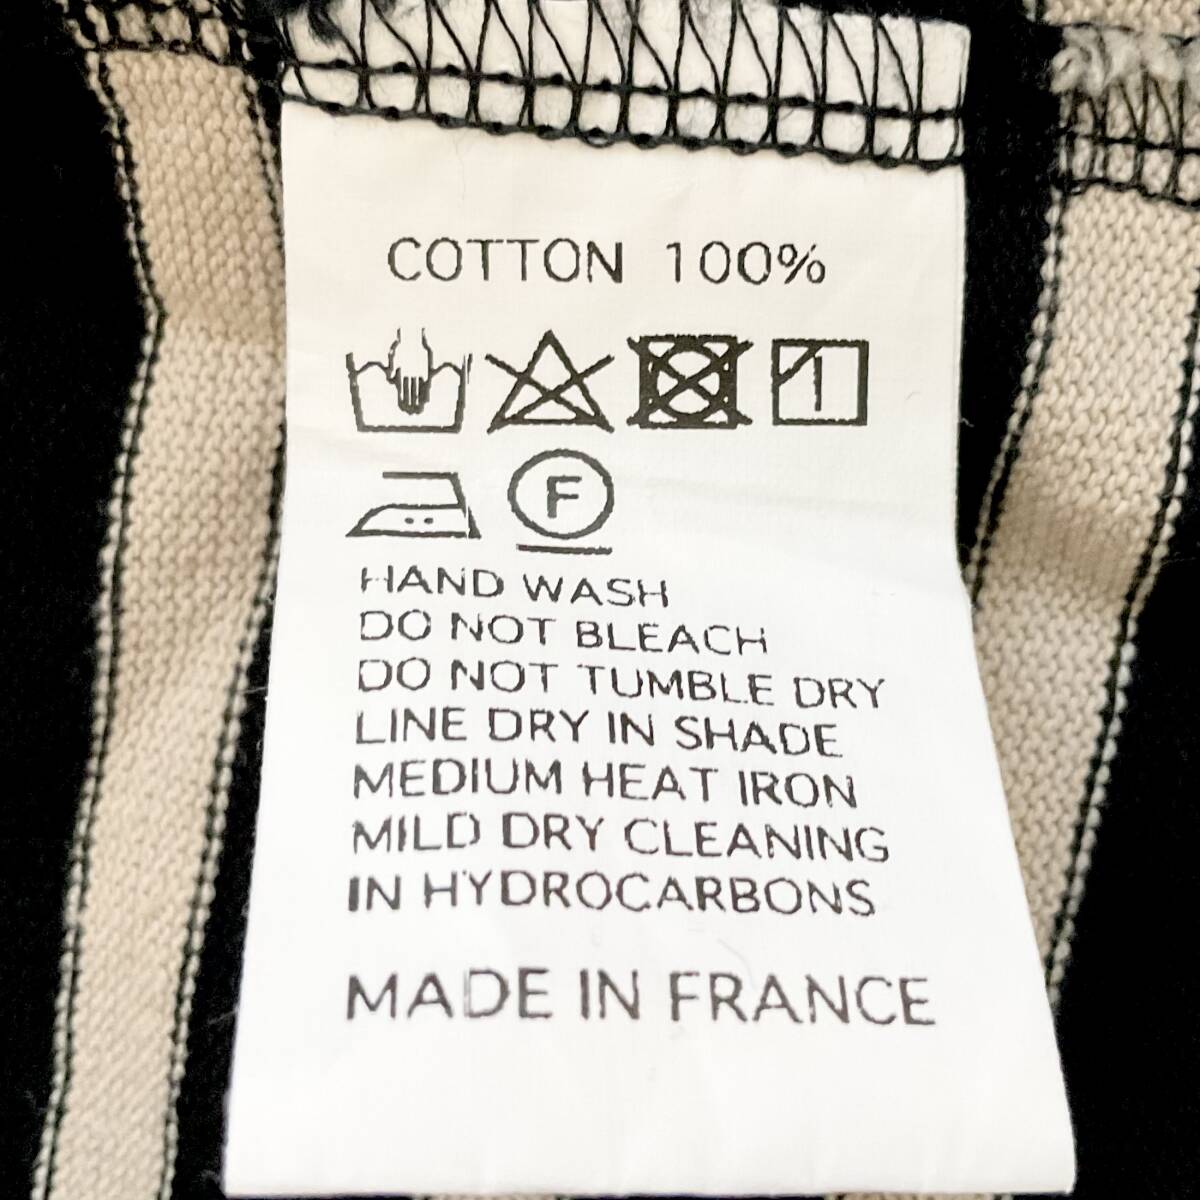 COTTON 100%
F
HAND WASH
DO NOT BLEACH
DO NOT TUMBLE DRY
LINE DRY IN SHADE
MEDIUM HEAT IRON
MILD DRY CLEANING
IN HYDROCARBONS
MADE IN FRANCE